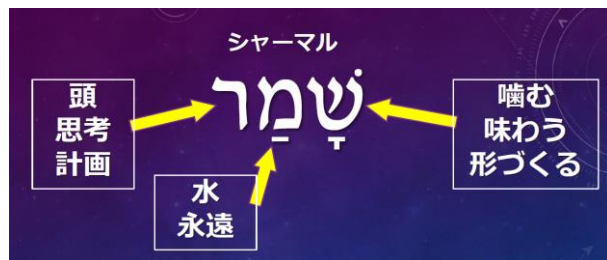 シャーマル
שָׁמַר
頭
思考
計画
水
永遠
噛む
味わう
形づくる